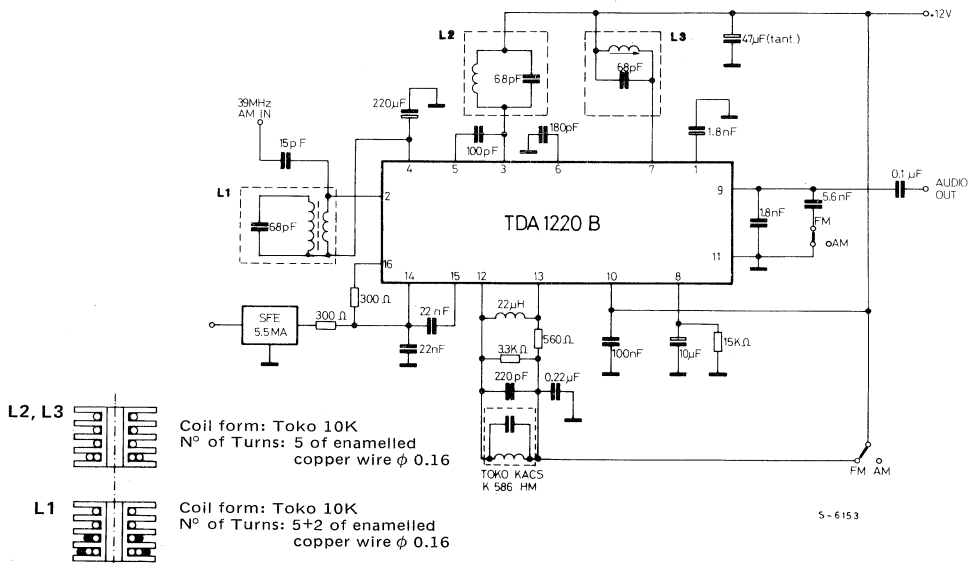 L2
L3
.12V
68pF
68pF
47µF(tant.)
39MHz
AM IN
220µF
15pF
100pF
180pF
1.8nF
4
5
3
6
7
1
L1
68pF
2
TDA 1220 B
9
0.1 µF
AUDIO
OUT
1.8nF
5.6nF
FM
AM
11
16
14
15
12
13
10
8
300 Ω
SFE
5.5MA
300 Ω
22nF
22nF
22µH
560Ω
3.3KΩ
220pF
0.22µF
100nF
10µF
15KΩ
TOKO KACS
K 586 HM
FM AM
S-6153
L2, L3
Coil form: Toko 10K
N° of Turns: 5 of enamelled
copper wire ϕ 0.16
L1
Coil form: Toko 10K
N° of Turns: 5+2 of enamelled
copper wire ϕ 0.16